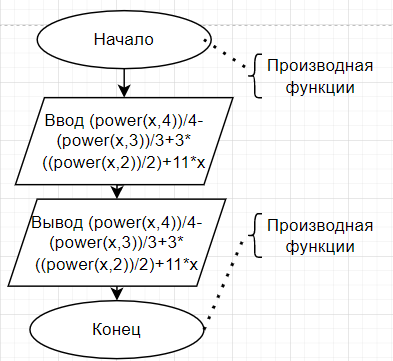 Начало
Производная
функции
Ввод (power(x,4))/4-
(power(x,3))/3+3*
((power(x,2))/2)+11*x
Вывод (power(x,4))/4-
(power(x,3))/3+3*
((power(x,2))/2)+11*x
Производная
функции
Конец